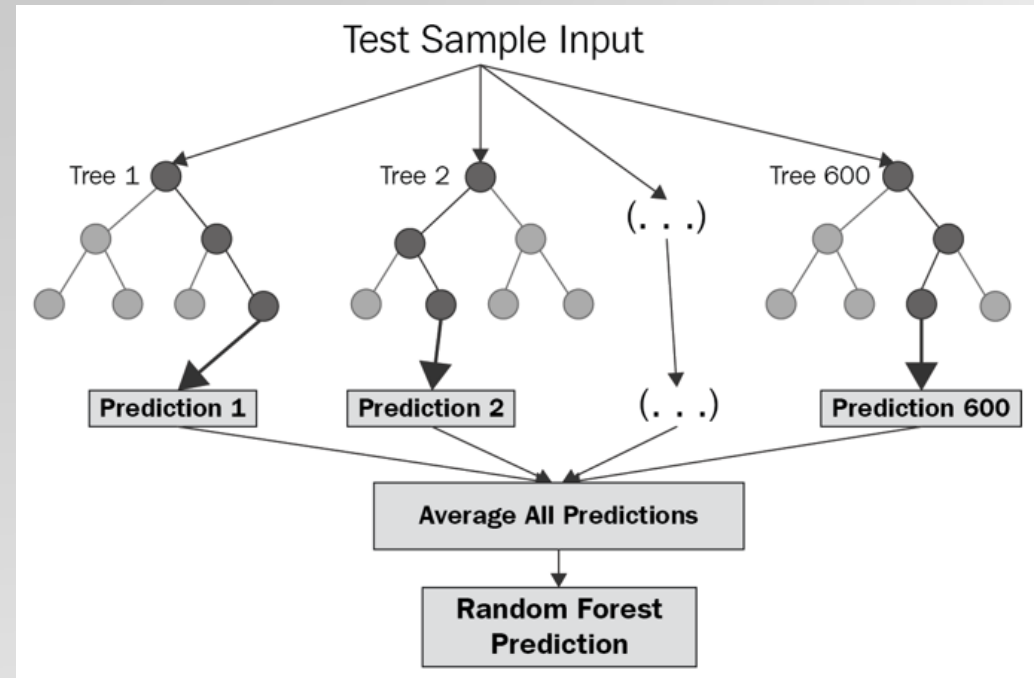 Test Sample Input
Tree 1
Tree 2
Tree 600
(. . .)
Prediction 1
Prediction 2
(. . .)
Prediction 600
Average All Predictions
Random Forest
Prediction